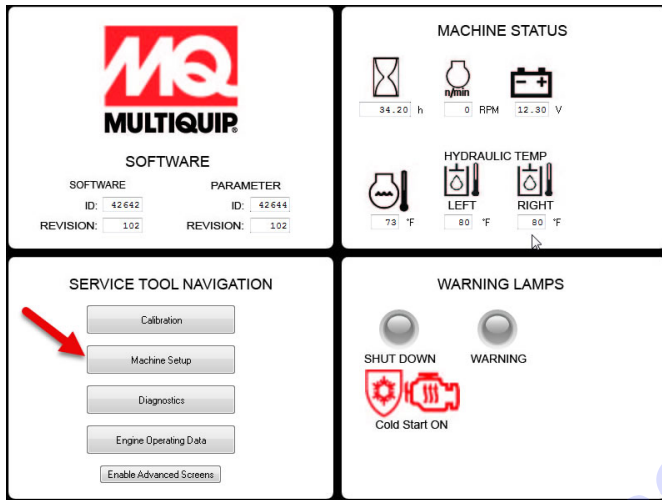 MQ
MULTIQUIP
SOFTWARE
SOFTWARE PARAMETER
ID: 42642 ID: 42644
REVISION: 102 REVISION: 102
MACHINE STATUS
n/min
34.20 h 0 RPM 12.30 V
HYDRAULIC TEMP
LEFT RIGHT
73 °F 80 °F 80 °F
SERVICE TOOL NAVIGATION
Calibration
Machine Setup
Diagnostics
Engine Operating Data
Enable Advanced Screens
WARNING LAMPS
SHUT DOWN WARNING
Cold Start ON